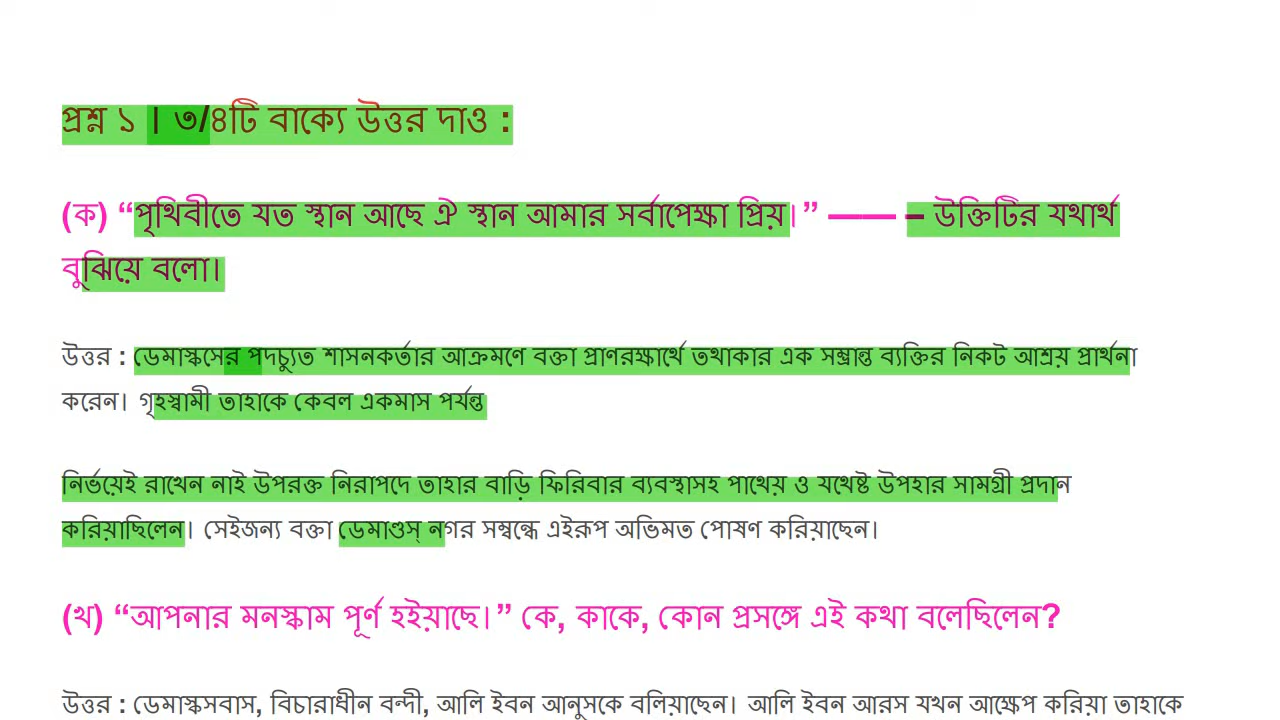 প্রশ্ন ১ । ৩/৪টি বাক্যে উত্তর দাও :
(ক) “পৃথিবীতে যত স্থান আছে ঐ স্থান আমার সর্বাপেক্ষা প্রিয়।” —— – উক্তিটির যথার্থ
বুঝিয়ে বলো।
উত্তর : ডেমাস্কসের পদচ্যুত শাসনকর্তার আক্রমণে বক্তা প্রাণরক্ষার্থে তথাকার এক সম্ভ্রান্ত ব্যক্তির নিকট আশ্রয় প্রার্থনা
করেন। গৃহস্বামী তাহাকে কেবল একমাস পর্যন্ত
নির্ভয়েই রাখেন নাই উপরক্ত নিরাপদে তাহার বাড়ি ফিরিবার ব্যবস্থাসহ পাথেয় ও যথেষ্ট উপহার সামগ্রী প্রদান
করিয়াছিলেন। সেইজন্য বক্তা ডেমাণ্ডস্ নগর সম্বন্ধে এইরূপ অভিমত পোষণ করিয়াছেন।
(খ) “আপনার মনস্কাম পূর্ণ হইয়াছে।” কে, কাকে, কোন প্রসঙ্গে এই কথা বলেছিলেন?
উত্তর : ডেমাস্কসবাস, বিচারাধীন বন্দী, আলি ইবন আনুসকে বলিয়াছেন। আলি ইবন আরস যখন আক্ষেপ করিয়া তাহাকে